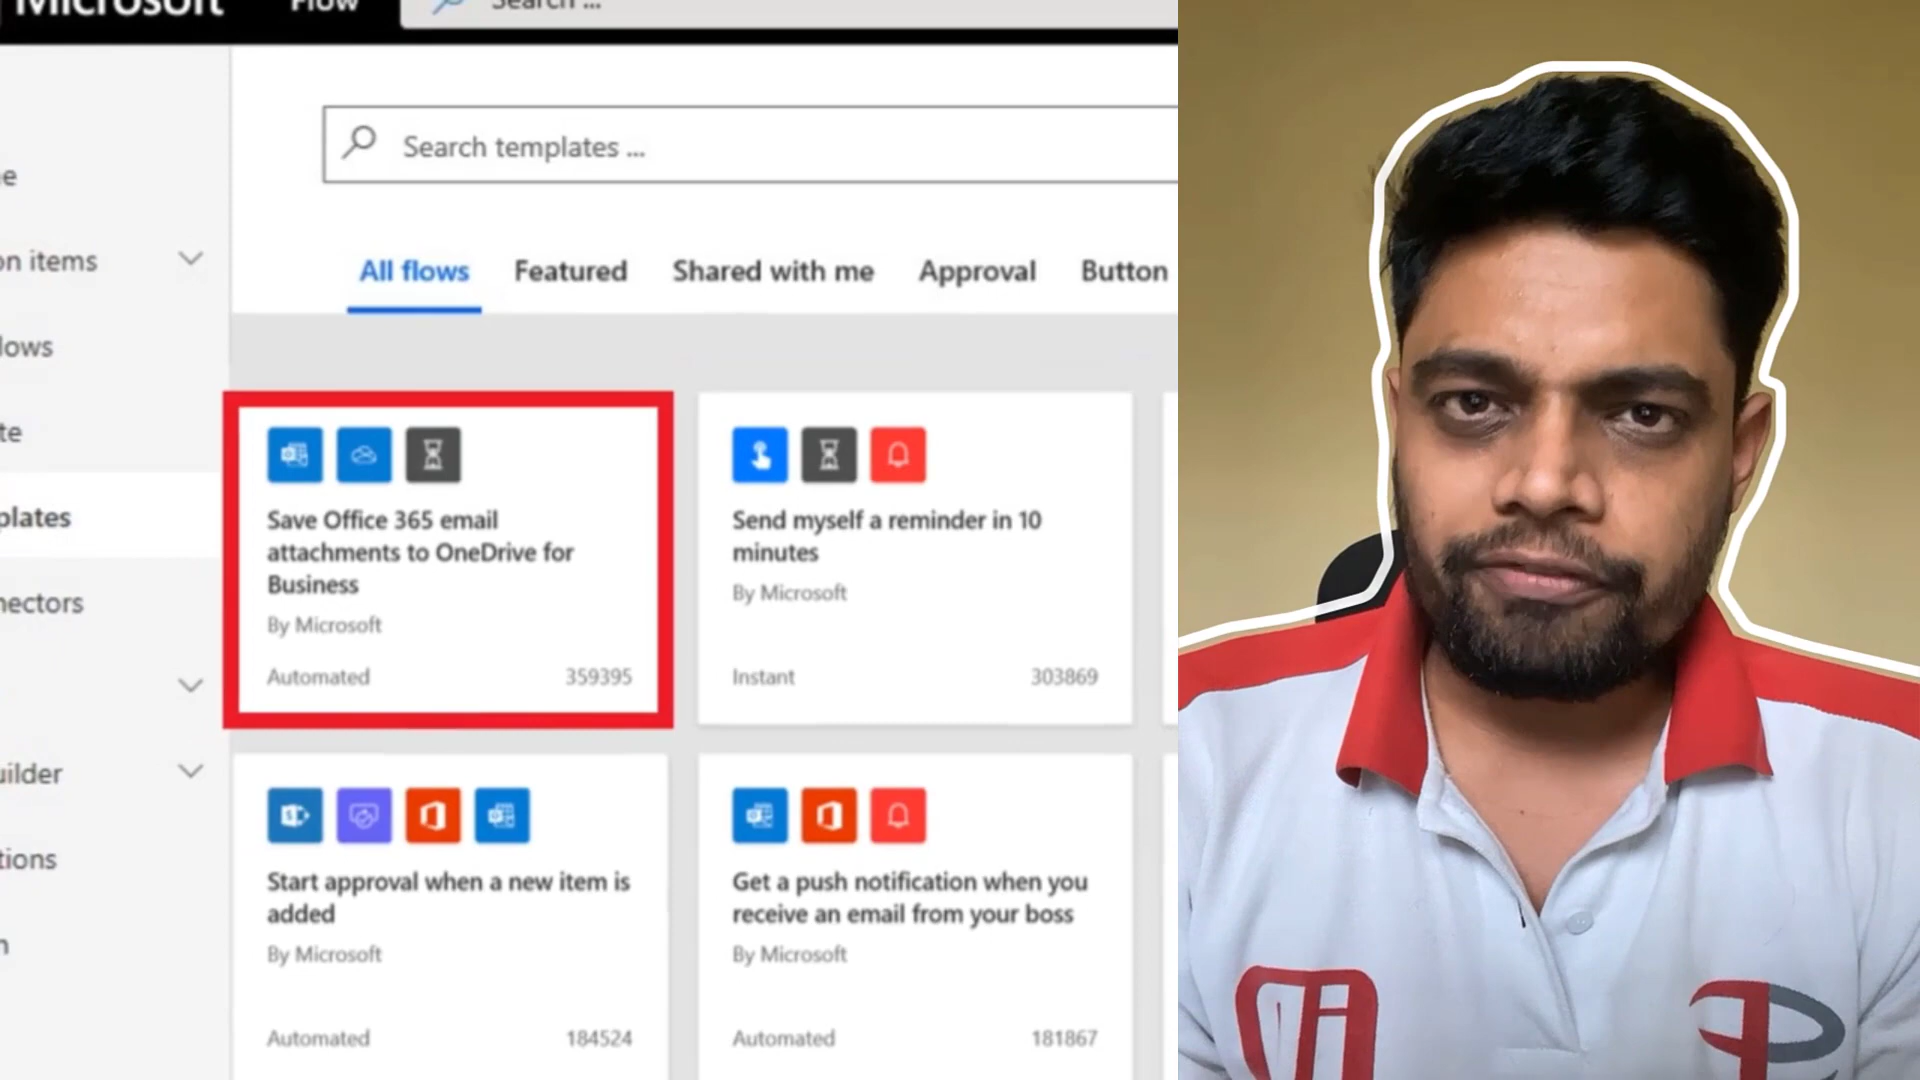 Microsoft
Flow
Search ...
Search templates ...
All flows
Featured
Shared with me
Approval
Button
e
on items
lows
te
plates
nectors
uilder
tions
n
Save Office 365 email
attachments to OneDrive for
Business
By Microsoft
Automated
359395
Send myself a reminder in 10
minutes
By Microsoft
Instant
303869
Start approval when a new item is
added
By Microsoft
Automated
184524
Get a push notification when you
receive an email from your boss
By Microsoft
Automated
181867